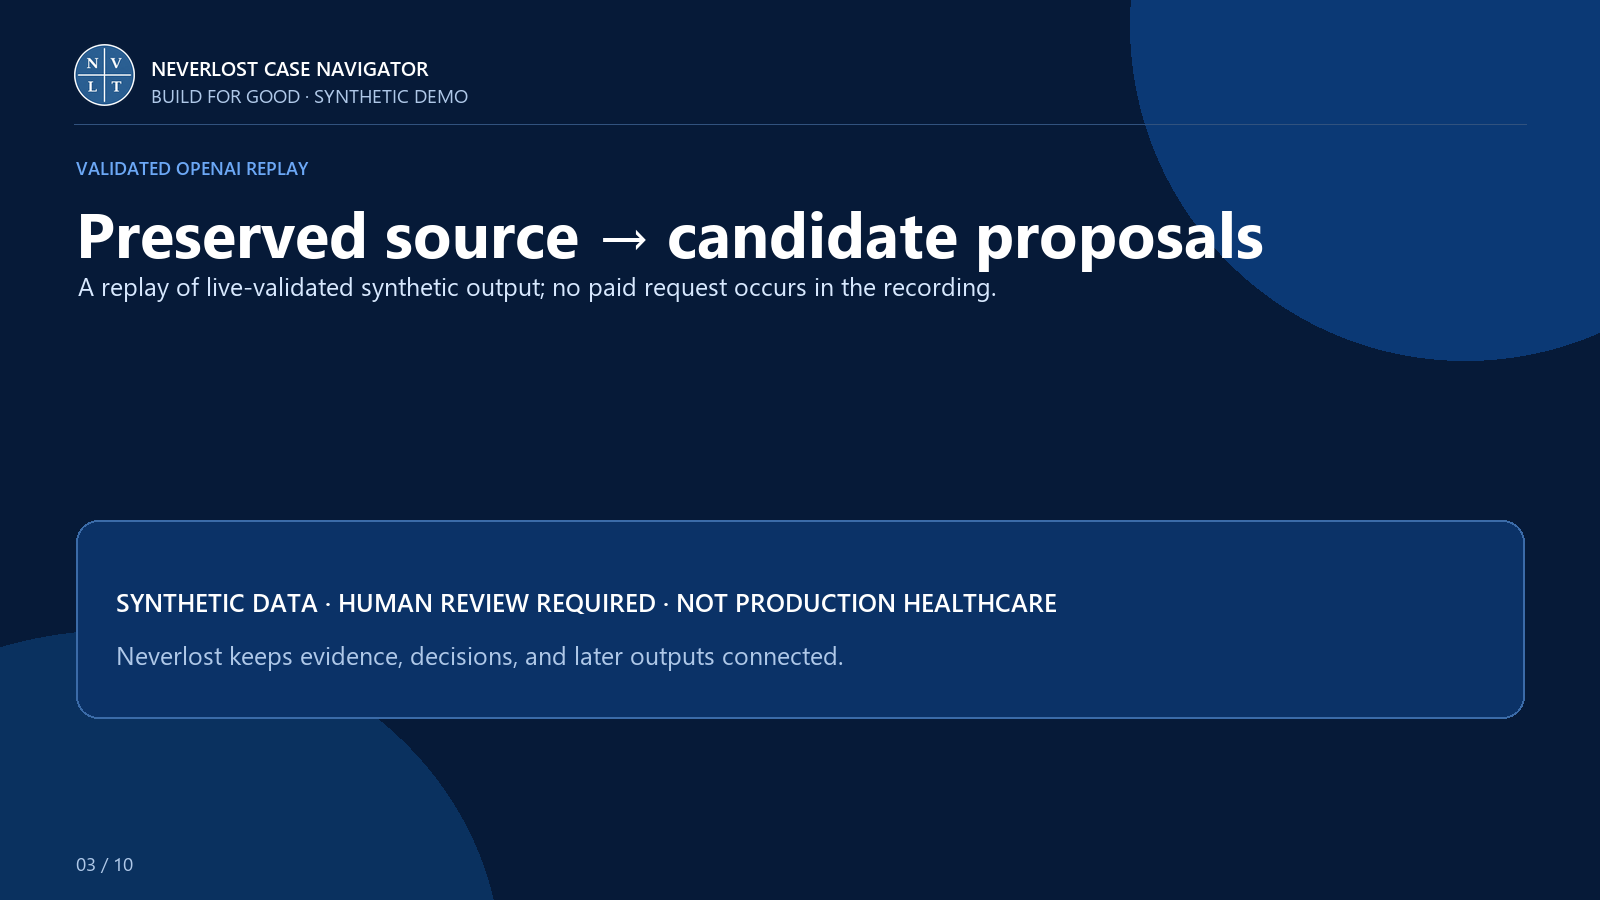 N V
L T
NEVERLOST CASE NAVIGATOR
BUILD FOR GOOD · SYNTHETIC DEMO
VALIDATED OPENAI REPLAY
Preserved source → candidate proposals
A replay of live-validated synthetic output; no paid request occurs in the recording.
SYNTHETIC DATA · HUMAN REVIEW REQUIRED · NOT PRODUCTION HEALTHCARE
Neverlost keeps evidence, decisions, and later outputs connected.
03 / 10